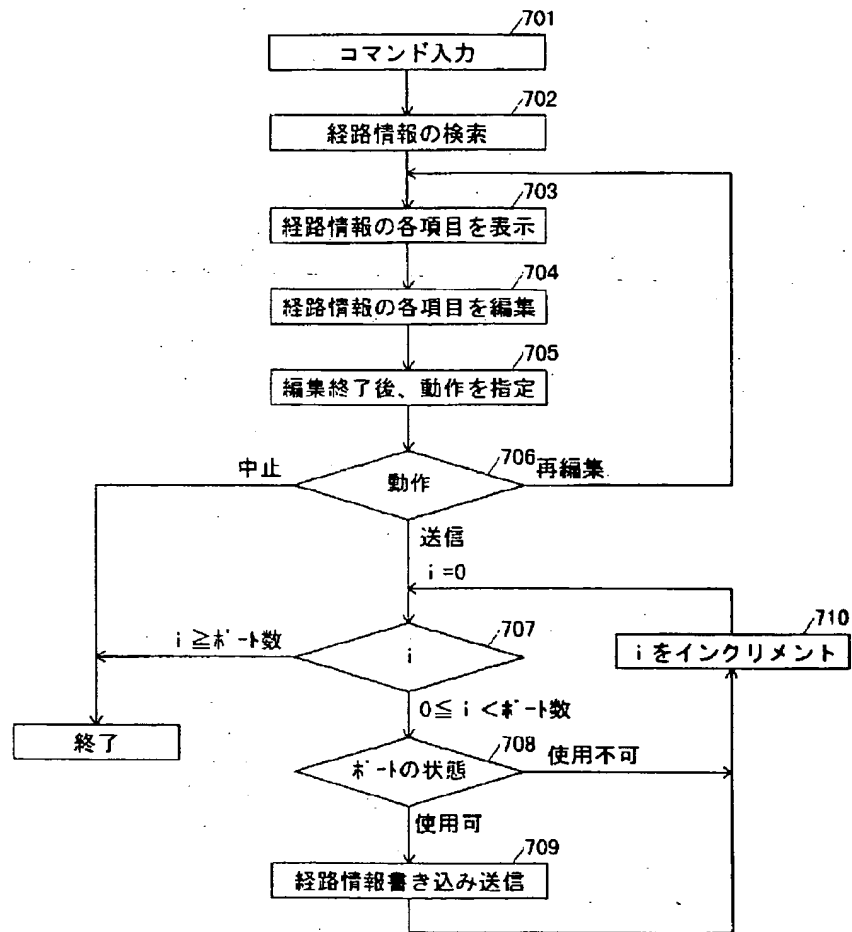 701
コマンド入力
702
経路情報の検索
703
経路情報の各項目を表示
704
経路情報の各項目を編集
705
編集終了後、動作を指定
706
中止
動作
再編集
送信
i=0
707
710
i≧ﾎﾟｰﾄ数
i
iをインクリメント
0≦i<ﾎﾟｰﾄ数
終了
708
ﾎﾟｰﾄの状態
使用不可
使用可
709
経路情報書き込み送信